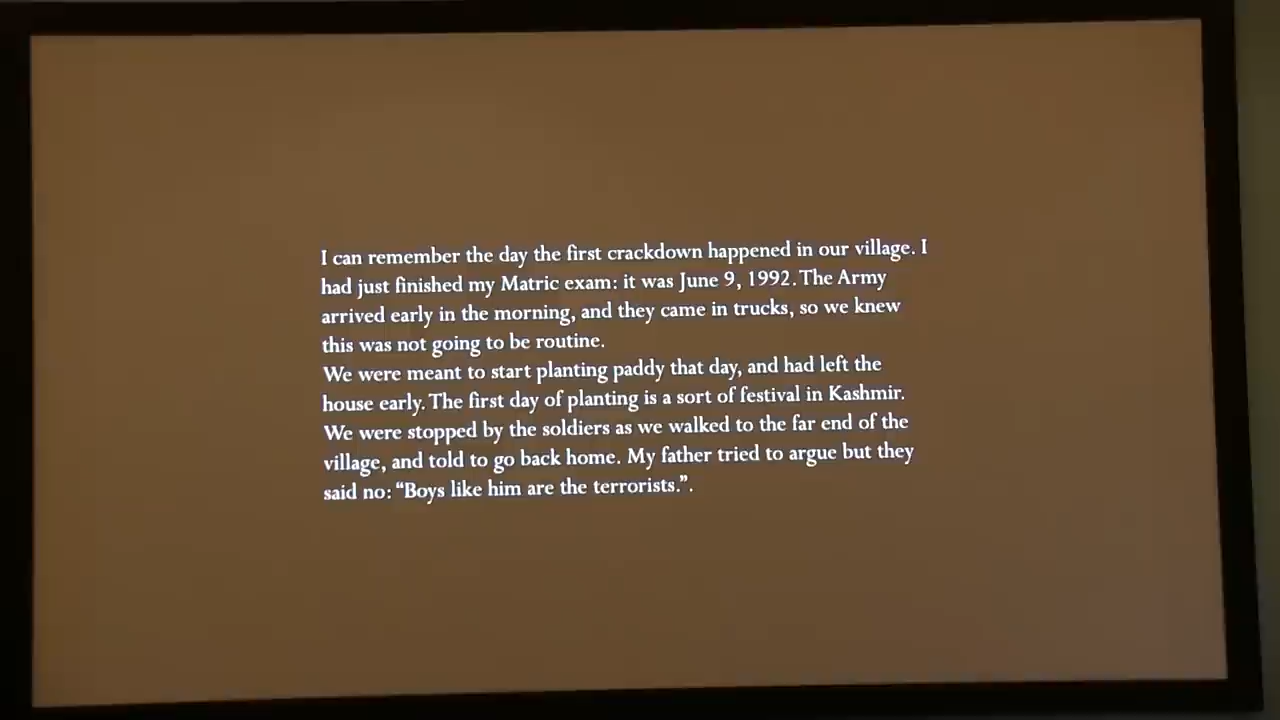 I can remember the day the first crackdown happened in our village. I
had just finished my Matric exam: it was June 9, 1992. The Army
arrived early in the morning, and they came in trucks, so we knew
this was not going to be routine.
We were meant to start planting paddy that day, and had left the
house early. The first day of planting is a sort of festival in Kashmir.
We were stopped by the soldiers as we walked to the far end of the
village, and told to go back home. My father tried to argue but they
said no: “Boys like him are the terrorists.”.